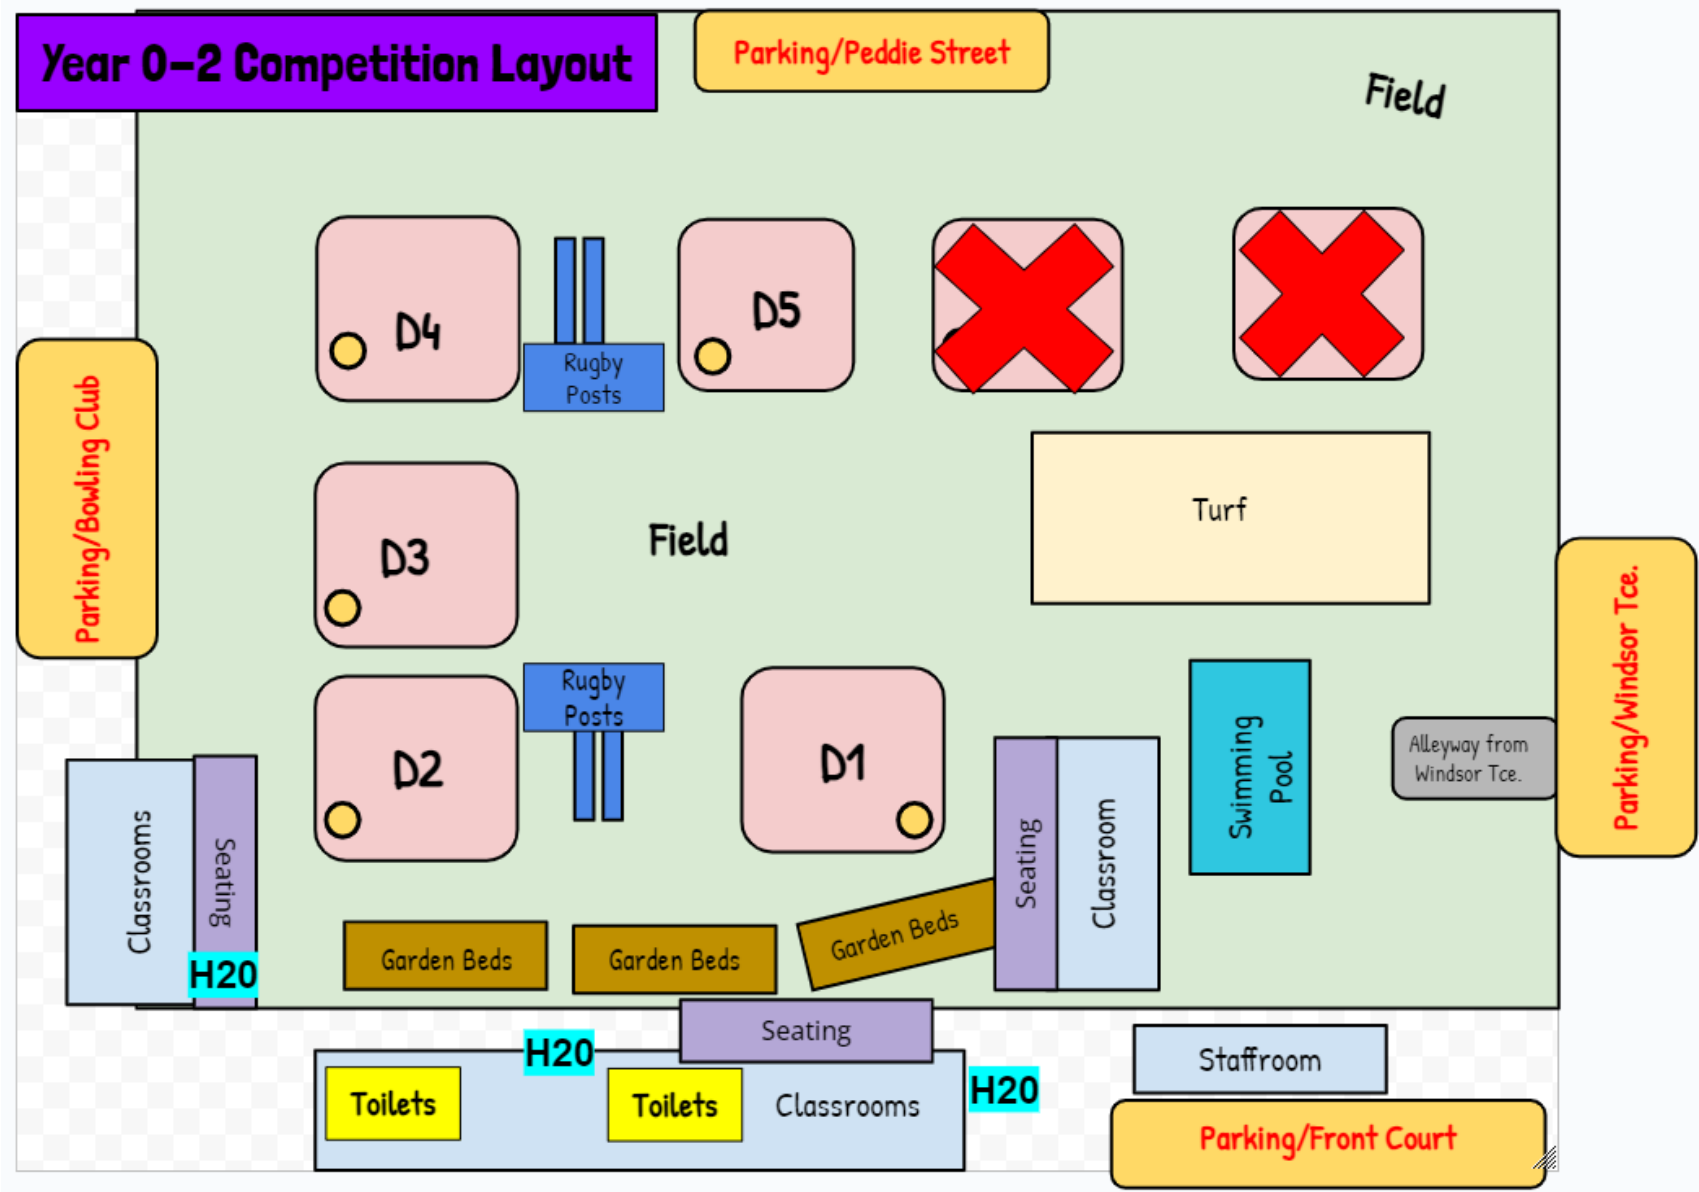 Year 0-2 Competition Layout
Parking/Peddie Street
Field
D4
Rugby
Posts
D5
Parking/Bowling Club
D3
Field
Turf
Parking/Windsor Tce.
D2
Rugby
Posts
D1
Swimming
Pool
Alleyway from
Windsor Tce.
Classrooms
Seating
H20
Garden Beds
Garden Beds
Garden Beds
Seating
Classroom
Seating
H20
Toilets
Toilets
Classrooms
H20
Staffroom
Parking/Front Court